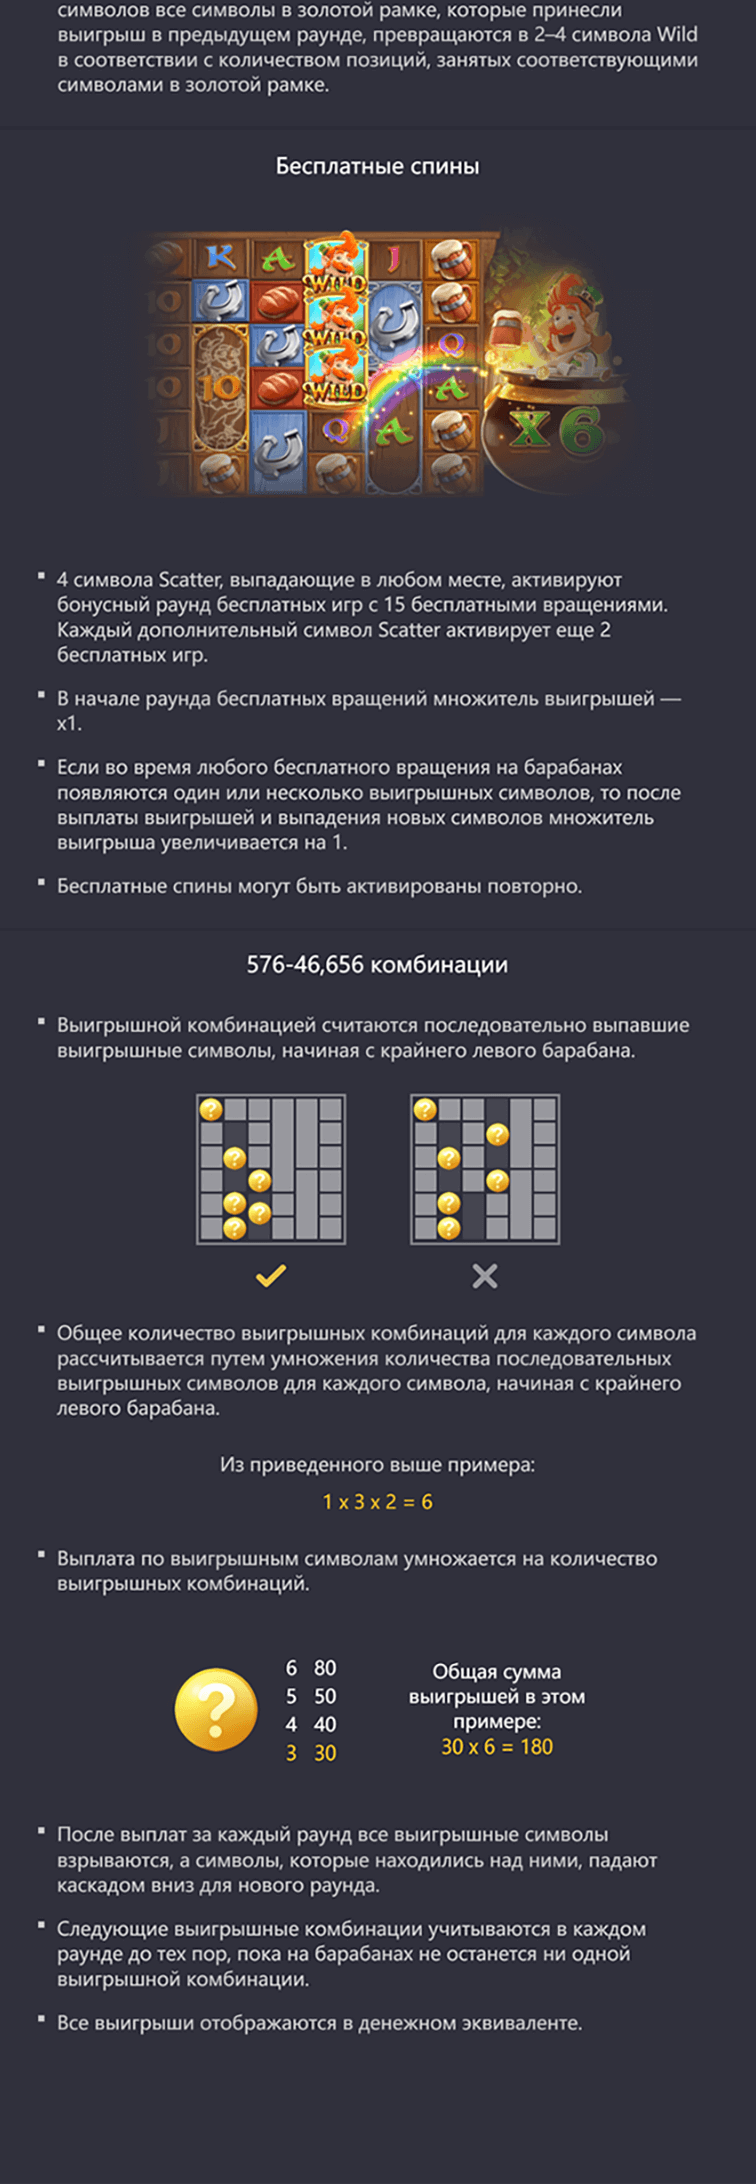 символов все символы в золотой рамке, которые принесли
выигрыш в предыдущем раунде, превращаются в 2–4 символа Wild
в соответствии с количеством позиций, занятых соответствующими
символами в золотой рамке.
Бесплатные спины
K A J
WILD
10
WILD
10 Q
WILD
10 10 A
X6
J Q A
4 символа Scatter, выпадающие в любом месте, активируют
бонусный раунд бесплатных игр с 15 бесплатными вращениями.
Каждый дополнительный символ Scatter активирует еще 2
бесплатных игр.
В начале раунда бесплатных вращений множитель выигрышей —
x1.
Если во время любого бесплатного вращения на барабанах
появляются один или несколько выигрышных символов, то после
выплаты выигрышей и выпадения новых символов множитель
выигрыша увеличивается на 1.
Бесплатные спины могут быть активированы повторно.
576-46,656 комбинации
Выигрышной комбинацией считаются последовательно выпавшие
выигрышные символы, начиная с крайнего левого барабана.
Общее количество выигрышных комбинаций для каждого символа
рассчитывается путем умножения количества последовательных
выигрышных символов для каждого символа, начиная с крайнего
левого барабана.
Из приведенного выше примера:
1 x 3 x 2 = 6
Выплата по выигрышным символам умножается на количество
выигрышных комбинаций.
?
6 80
5 50
4 40
3 30
Общая сумма
выигрышей в этом
примере:
30 x 6 = 180
После выплат за каждый раунд все выигрышные символы
взрываются, а символы, которые находились над ними, падают
каскадом вниз для нового раунда.
Следующие выигрышные комбинации учитываются в каждом
раунде до тех пор, пока на барабанах не останется ни одной
выигрышной комбинации.
Все выигрыши отображаются в денежном эквиваленте.